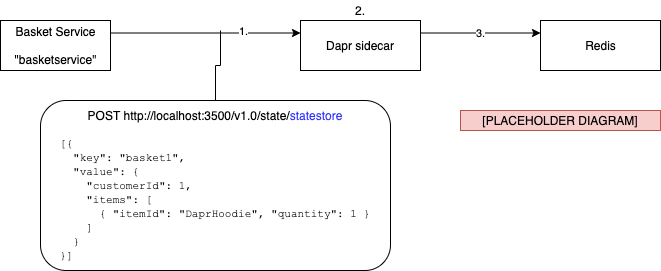 2.
Basket Service
"basketservice"
1.
Dapr sidecar
3.
Redis
POST http://localhost:3500/v1.0/state/statestore
[PLACEHOLDER DIAGRAM]
[{
  "key": "basket1",
  "value": {
    "customerId": 1,
    "items": [
      { "itemId": "DaprHoodie", "quantity": 1 }
    ]
  }
}]